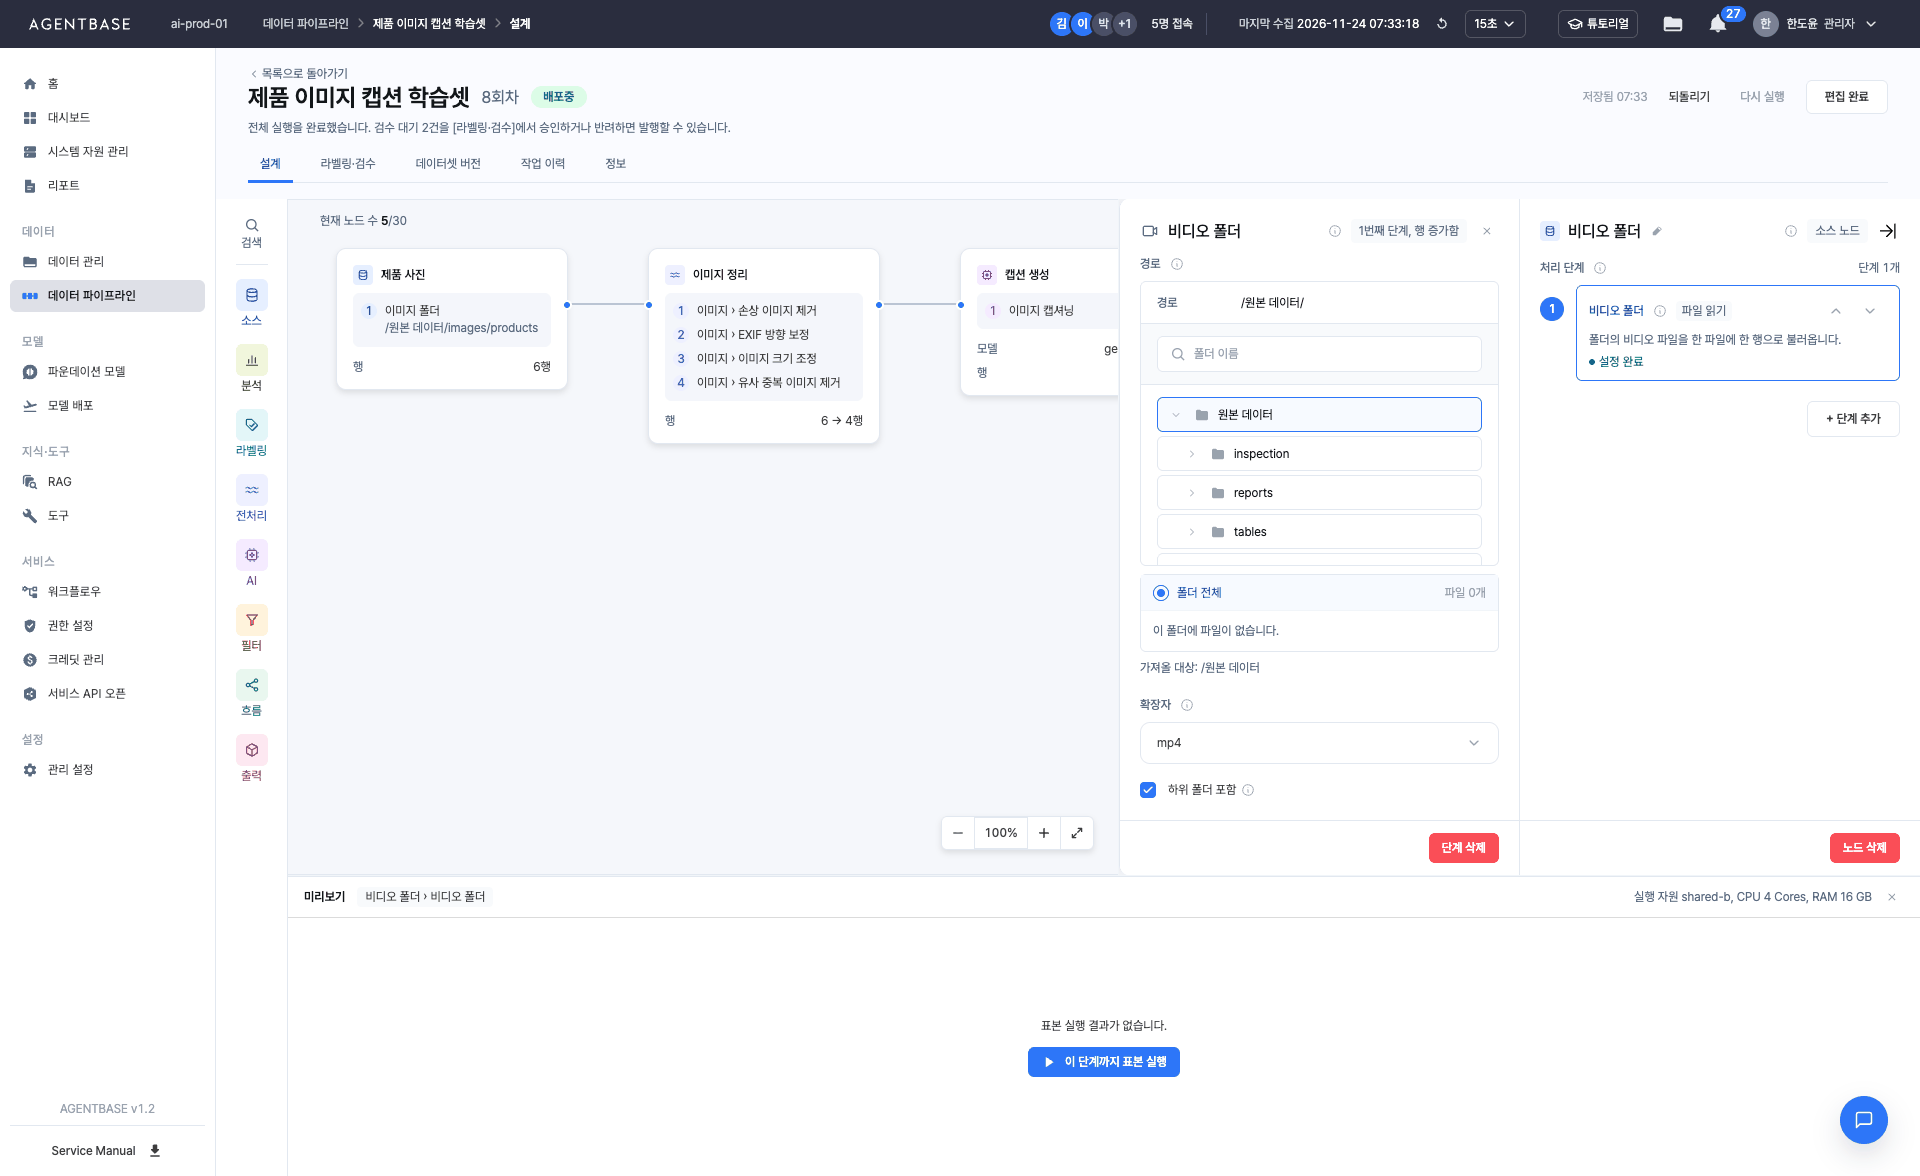 AGENTBASE
ai-prod-01
데이터 파이프라인 > 제품 이미지 캡션 학습셋 > 설계
김 이 박 +1 5명 접속
마지막 수집 2026-11-24 07:33:18
15초
튜토리얼
27
한 한도윤 관리자
홈
대시보드
시스템 자원 관리
리포트
데이터
데이터 관리
데이터 파이프라인
모델
파운데이션 모델
모델 배포
지식·도구
RAG
도구
서비스
워크플로우
권한 설정
크레딧 관리
서비스 API 오픈
설정
관리 설정
AGENTBASE v1.2
Service Manual
목록으로 돌아가기
제품 이미지 캡션 학습셋 8회차 배포중
전체 실행을 완료했습니다. 검수 대기 2건을 [라벨링·검수]에서 승인하거나 반려하면 발행할 수 있습니다.
저장됨 07:33 되돌리기 다시 실행 편집 완료
설계 라벨링·검수 데이터셋 버전 작업 이력 정보
검색
소스
분석
라벨링
전처리
AI
필터
흐름
출력
현재 노드 수 5/30
제품 사진
1 이미지 폴더
/원본 데이터/images/products
행 6행
이미지 정리
1 이미지 › 손상 이미지 제거
2 이미지 › EXIF 방향 보정
3 이미지 › 이미지 크기 조정
4 이미지 › 유사 중복 이미지 제거
행 6 → 4행
캡션 생성
1 이미지 캡셔닝
모델 ge
행
100%
비디오 폴더 1번째 단계, 행 증가함
경로
경로 /원본 데이터/
폴더 이름
원본 데이터
inspection
reports
tables
폴더 전체 파일 0개
이 폴더에 파일이 없습니다.
가져올 대상: /원본 데이터
확장자
mp4
하위 폴더 포함
단계 삭제
비디오 폴더 소스 노드
처리 단계 단계 1개
1 비디오 폴더 파일 읽기
폴더의 비디오 파일을 한 파일에 한 행으로 불러옵니다.
설정 완료
+ 단계 추가
노드 삭제
미리보기 비디오 폴더 › 비디오 폴더
실행 자원 shared-b, CPU 4 Cores, RAM 16 GB
표본 실행 결과가 없습니다.
이 단계까지 표본 실행